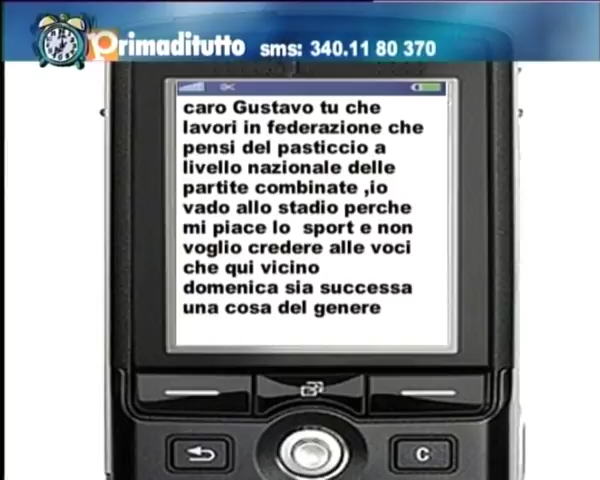 Primaditutto sms: 340.11 80 370
caro Gustavo tu che
lavori in federazione che
pensi del pasticcio a
livello nazionale delle
partite combinate ,io
vado allo stadio perche
mi piace lo  sport e non
voglio credere alle voci
che qui vicino
domenica sia successa
una cosa del genere
C